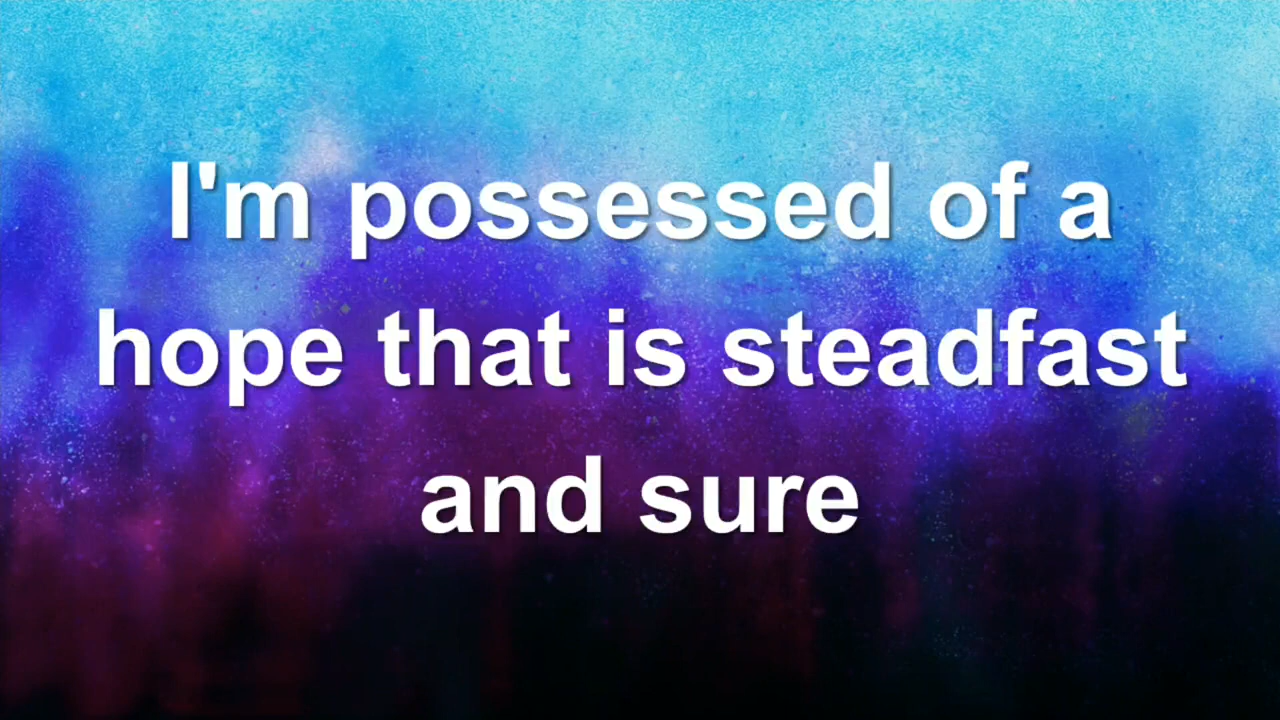 I'm possessed of a
hope that is steadfast
and sure